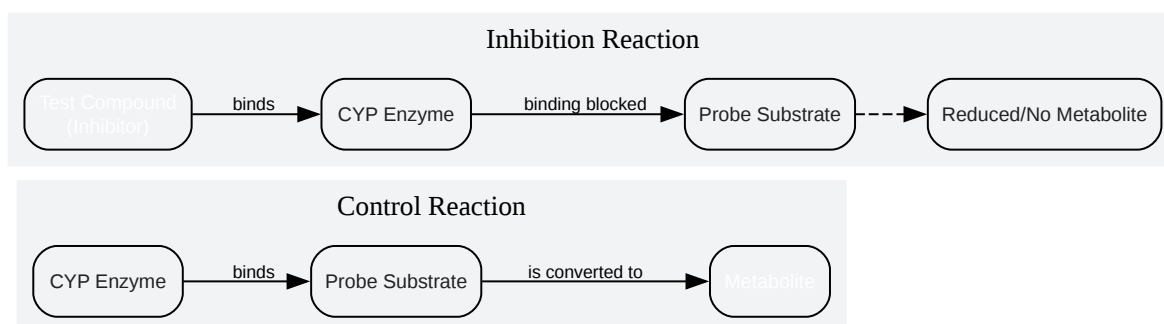 Inhibition Reaction
Test Compound
(Inhibitor)
binds
CYP Enzyme
binding blocked
Probe Substrate
Reduced/No Metabolite
Control Reaction
CYP Enzyme
binds
Probe Substrate
is converted to
Metabolite